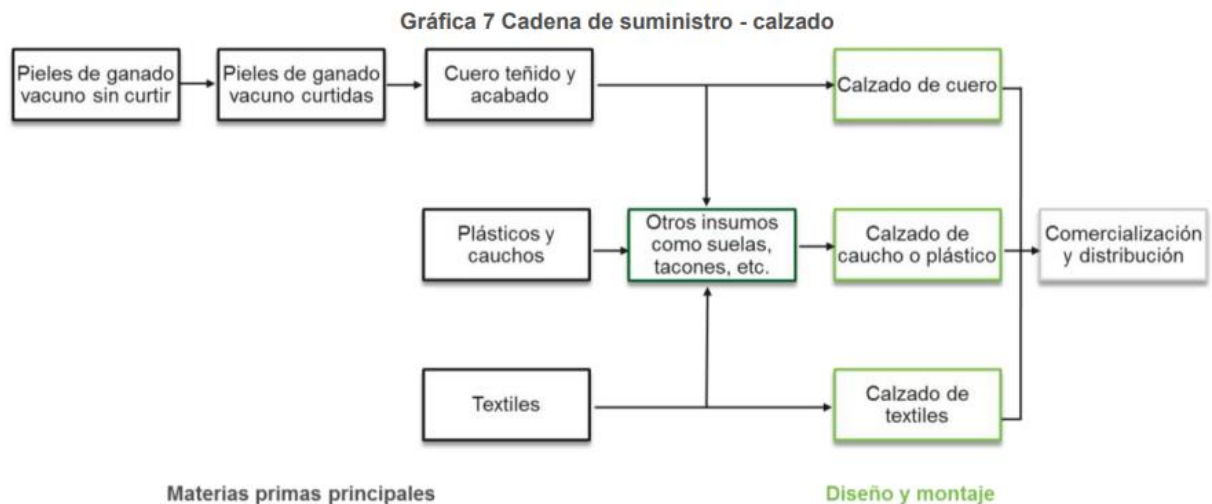 Gráfica 7 Cadena de suministro - calzado
Pieles de ganado
vacuno sin curtir
Pieles de ganado
vacuno curtidas
Cuero teñido y
acabado
Calzado de cuero
Plásticos y
cauchos
Otros insumos
como suelas,
tacones, etc.
Calzado de
caucho o plástico
Comercialización
y distribución
Textiles
Calzado de
textiles
Materias primas principales
Diseño y montaje